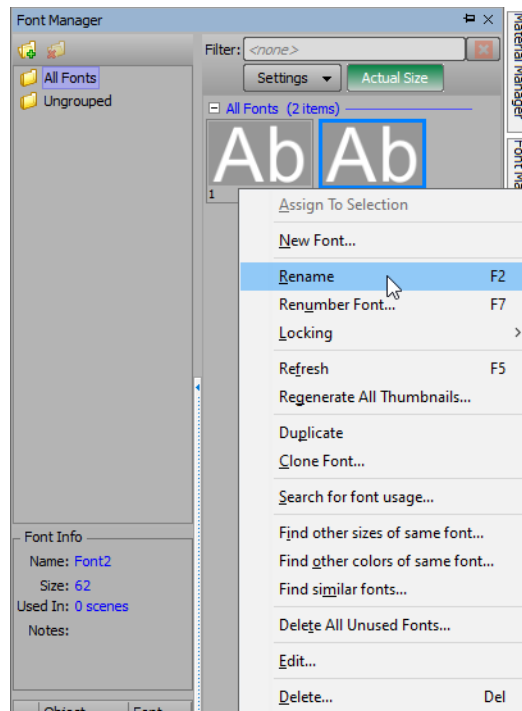 Font Manager
Filter: <none>
Settings
Actual Size
All Fonts
Ungrouped
All Fonts (2 items)
Ab
Ab
1
Assign To Selection
New Font...
Rename F2
Renumber Font... F7
Locking
Refresh F5
Regenerate All Thumbnails...
Duplicate
Clone Font...
Search for font usage...
Find other sizes of same font...
Find other colors of same font...
Find similar fonts...
Delete All Unused Fonts...
Edit...
Delete... Del
Font Info
Name: Font2
Size: 62
Used In: 0 scenes
Notes:
Object Font
Material Manager
Font Ma